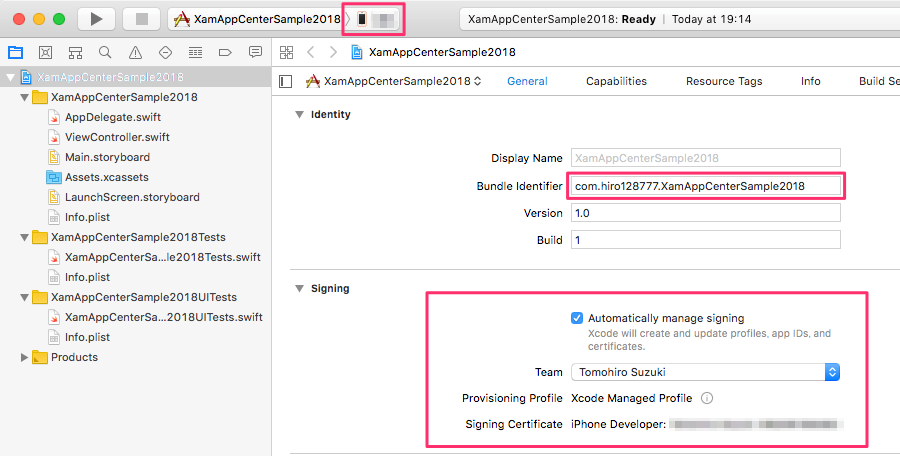 XamAppCenterSample2018
XamAppCenterSample2018: Ready | Today at 19:14
XamAppCenterSample2018
XamAppCenterSample2018
XamAppCenterSample2018
AppDelegate.swift
ViewController.swift
Main.storyboard
Assets.xcassets
LaunchScreen.storyboard
Info.plist
XamAppCenterSample2018Tests
XamAppCenterSa...le2018Tests.swift
Info.plist
XamAppCenterSample2018UITests
XamAppCenterSa...2018UITests.swift
Info.plist
Products
XamAppCenterSample2018 General Capabilities Resource Tags Info Build Se
Identity
Display Name XamAppCenterSample2018
Bundle Identifier com.hiro128777.XamAppCenterSample2018
Version 1.0
Build 1
Signing
Automatically manage signing
Xcode will create and update profiles, app IDs, and
certificates.
Team Tomohiro Suzuki
Provisioning Profile Xcode Managed Profile
Signing Certificate iPhone Developer: